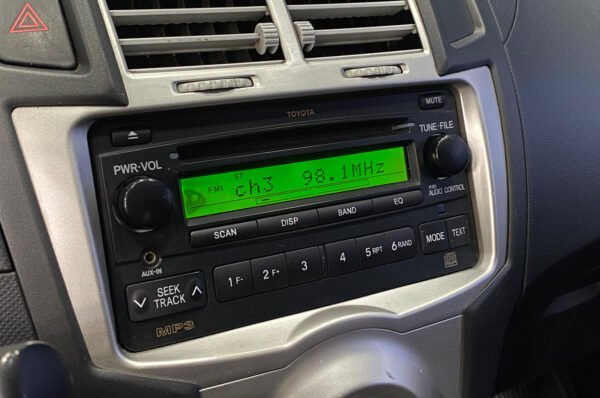 TOYOTA
MUTE
PWR·VOL
TUNE·FILE
FM1 ST ch3 98.1MHz
PUSH AUDIO CONTROL
SCAN DISP BAND EQ
AUX-IN
1 F- 2 F+ 3 4 5 RPT 6 RAND
MODE TEXT
SEEK
TRACK
MP3